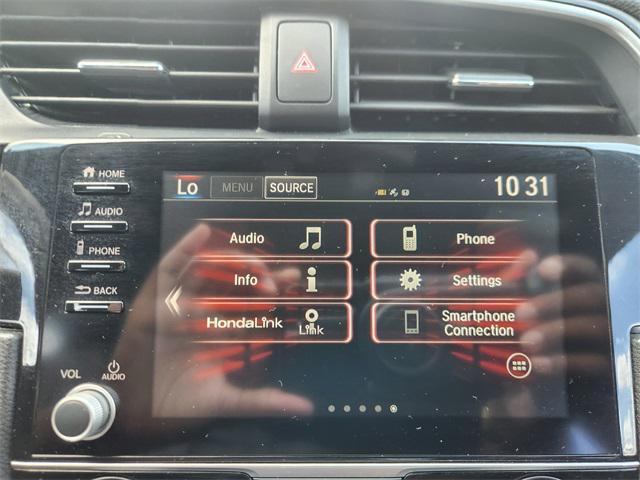 HOME
AUDIO
PHONE
BACK
VOL
AUDIO
Lo MENU SOURCE 10 31
Audio Phone
Info Settings
HondaLink Link Smartphone
Connection